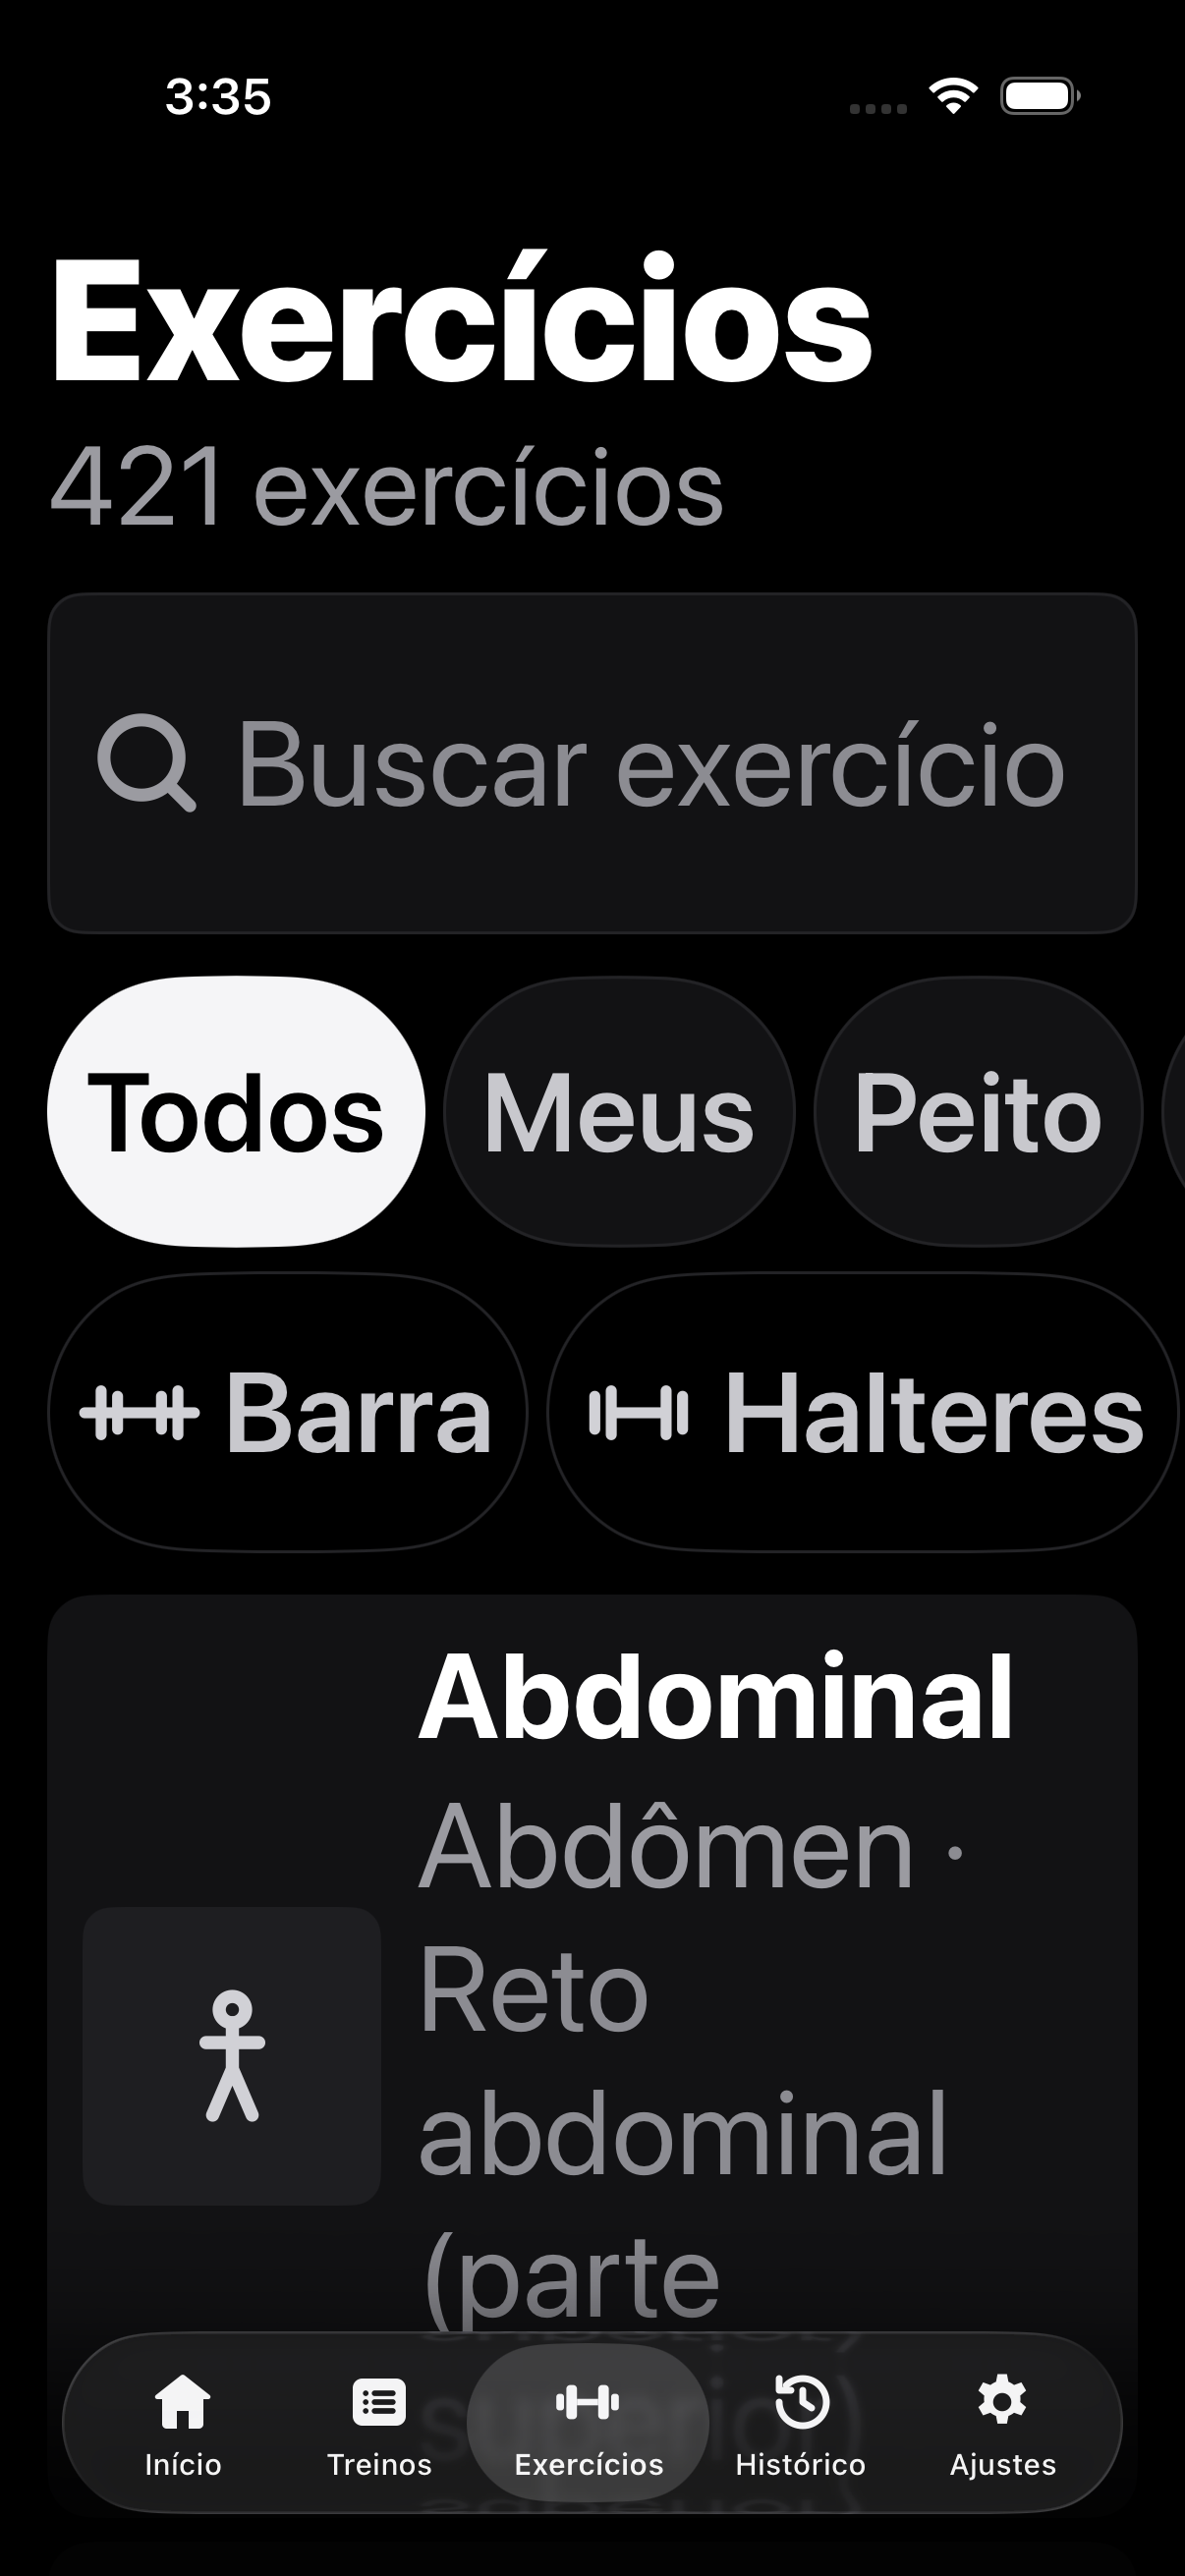 3:35
Exercícios
421 exercícios
Buscar exercício
Todos
Meus
Peito
Barra
Halteres
Abdominal
Abdômen ·
Reto
abdominal
(parte
superior)
Início
Treinos
Exercícios
Histórico
Ajustes